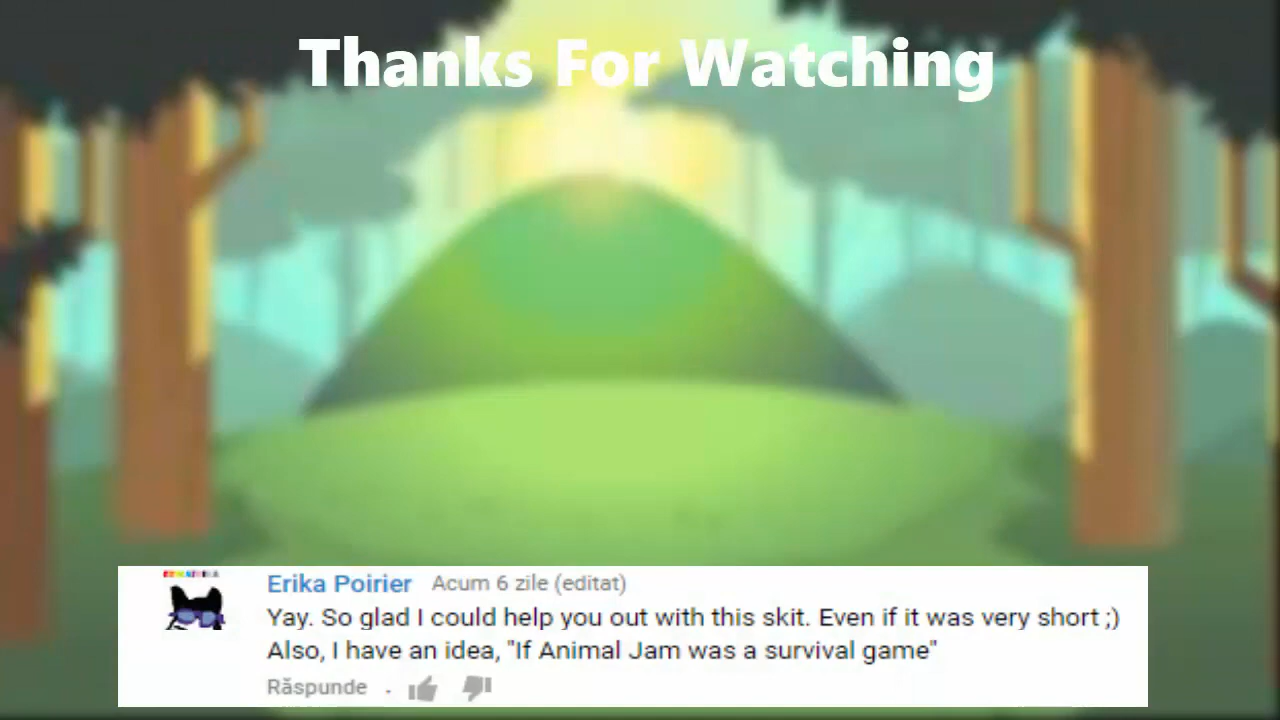 Thanks For Watching
Erika Poirier Acum 6 zile (editat)
Yay. So glad I could help you out with this skit. Even if it was very short ;)
Also, I have an idea, "If Animal Jam was a survival game"
Răspunde .